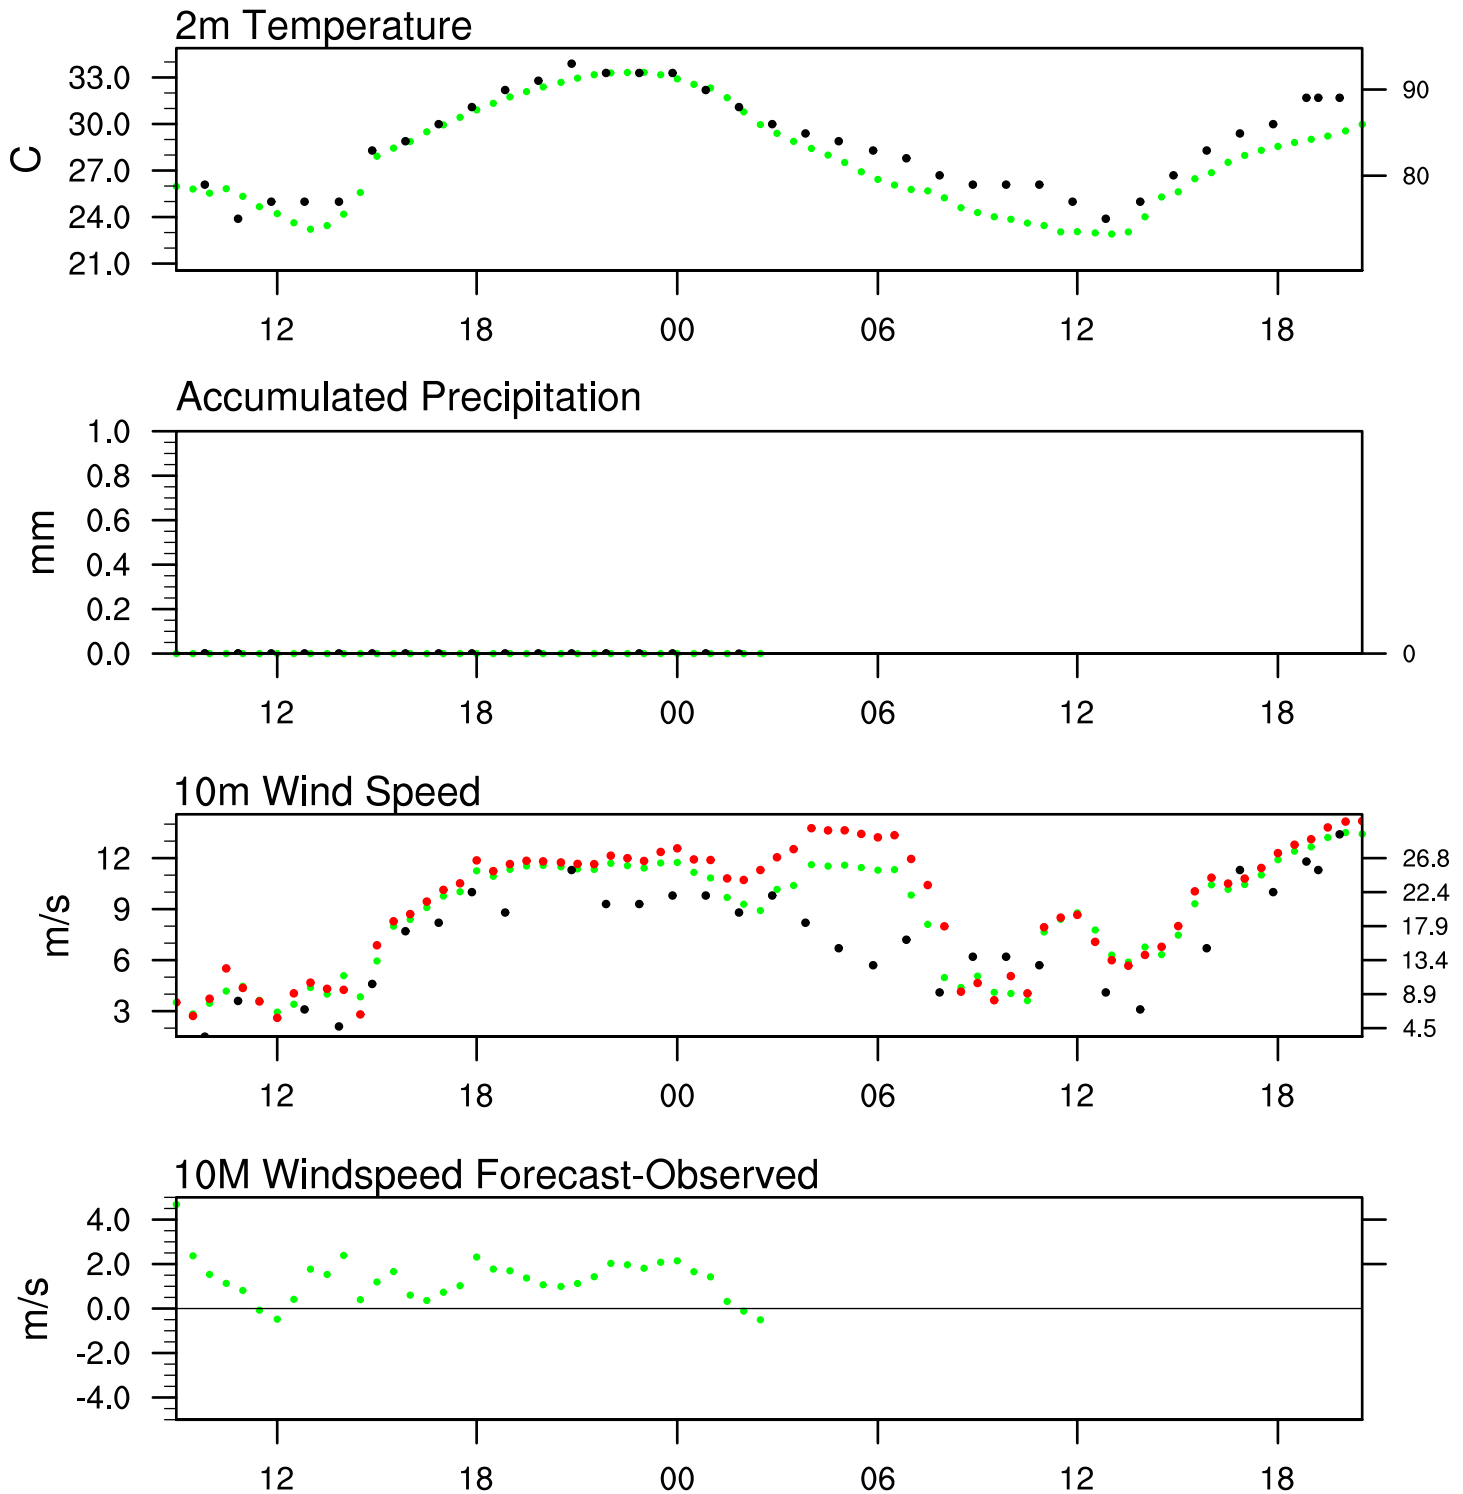 2m Temperature
33.0
30.0
27.0
24.0
21.0
C
90
80
12 18 00 06 12 18
Accumulated Precipitation
1.0
0.8
0.6
0.4
0.2
0.0
mm
0
12 18 00 06 12 18
10m Wind Speed
12
9
6
3
m/s
26.8
22.4
17.9
13.4
8.9
4.5
12 18 00 06 12 18
10M Windspeed Forecast-Observed
4.0
2.0
0.0
-2.0
-4.0
m/s
12 18 00 06 12 18